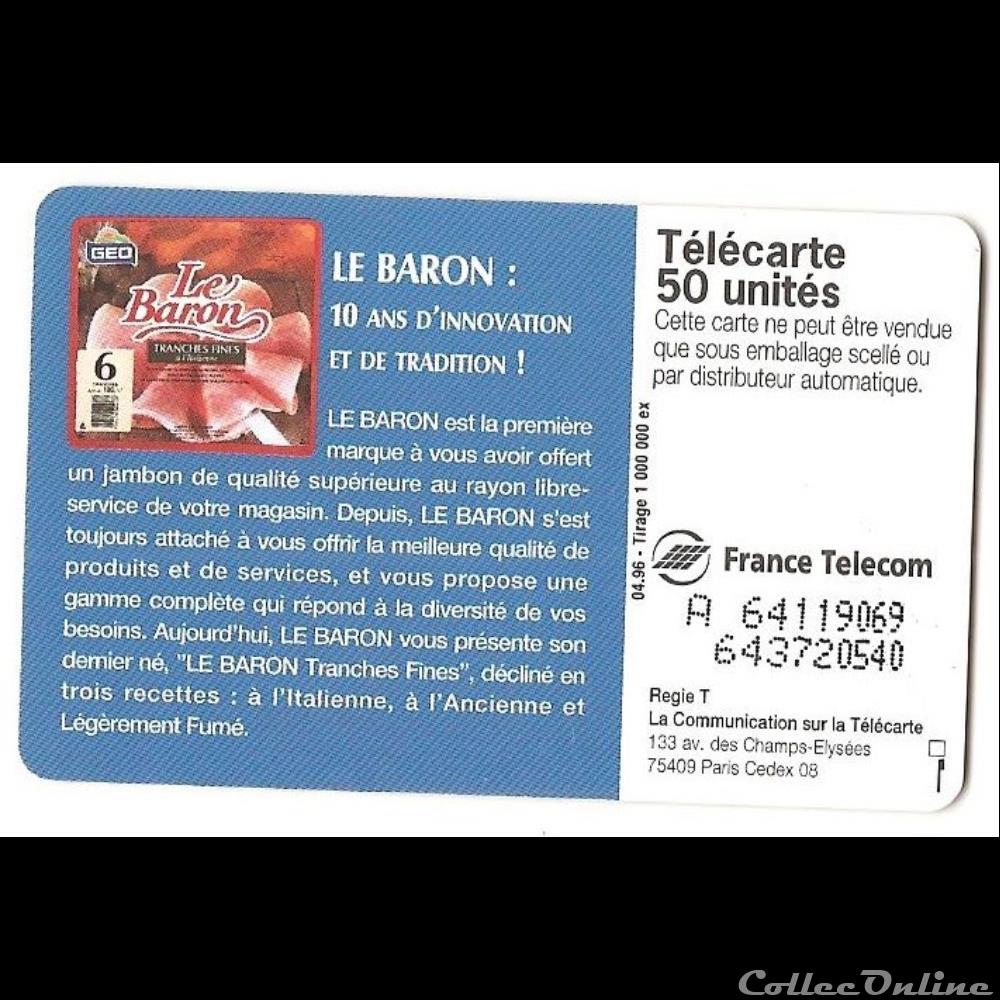 GEO
Le
Baron
TRANCHES FINES
à l'Italienne
6
LE BARON :
10 ANS D'INNOVATION
ET DE TRADITION !
LE BARON est la première
marque à vous avoir offert
un jambon de qualité supérieure au rayon libre-
service de votre magasin. Depuis, LE BARON s'est
toujours attaché à vous offrir la meilleure qualité de
produits et de services, et vous propose une
gamme complète qui répond à la diversité de vos
besoins. Aujourd'hui, LE BARON vous présente son
dernier né, "LE BARON Tranches Fines", décliné en
trois recettes : à l'Italienne, à l'Ancienne et
Légèrement Fumé.
Télécarte
50 unités
Cette carte ne peut être vendue
que sous emballage scellé ou
par distributeur automatique.
04.96 - Tirage 1 000 000 ex
France Telecom
A 64119069
643720540
Regie T
La Communication sur la Télécarte
133 av. des Champs-Elysées
75409 Paris Cedex 08
CollecOnline